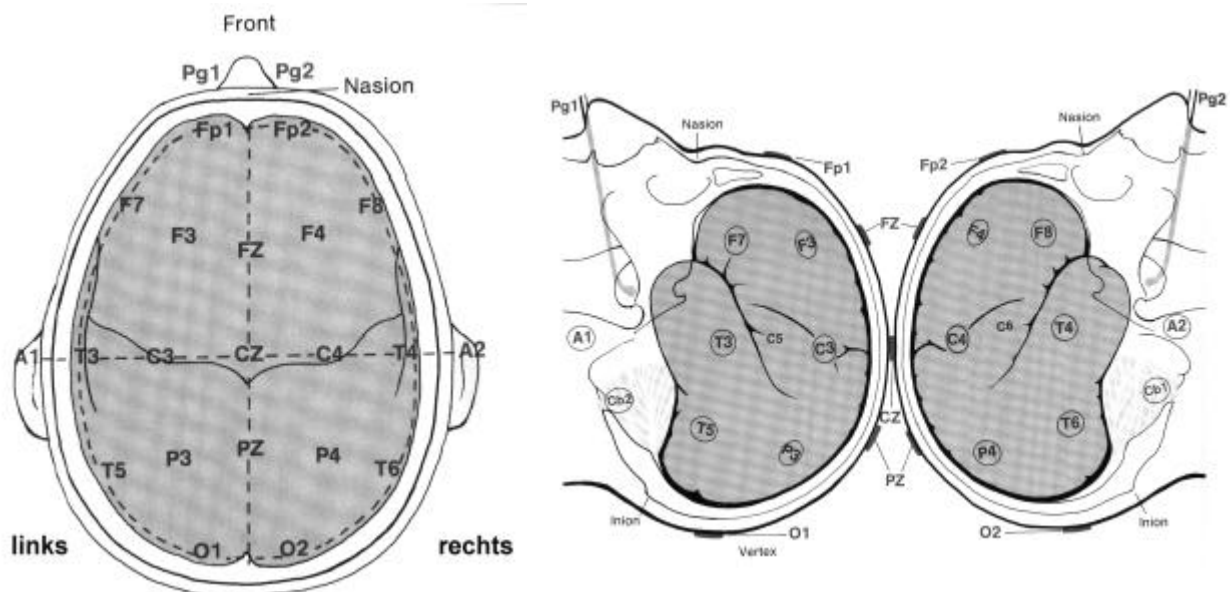 Front
Pg1 Pg2
Nasion
Fp1 Fp2
F7 F8
F3 F4
FZ
A1 T3 C3 CZ C4 T4 A2
P3 PZ P4
T5 T6
links rechts
O1 O2
Pg1
Nasion
Fp1
FZ
F7 F3
A1
T3 C5 C3
Cb2
CZ
T5
P3
PZ
Inion
O1
Vertex
Pg2
Nasion
Fp2
F4 F8
C4 C6 T4
A2
Cb1
T6
P4
O2
Inion